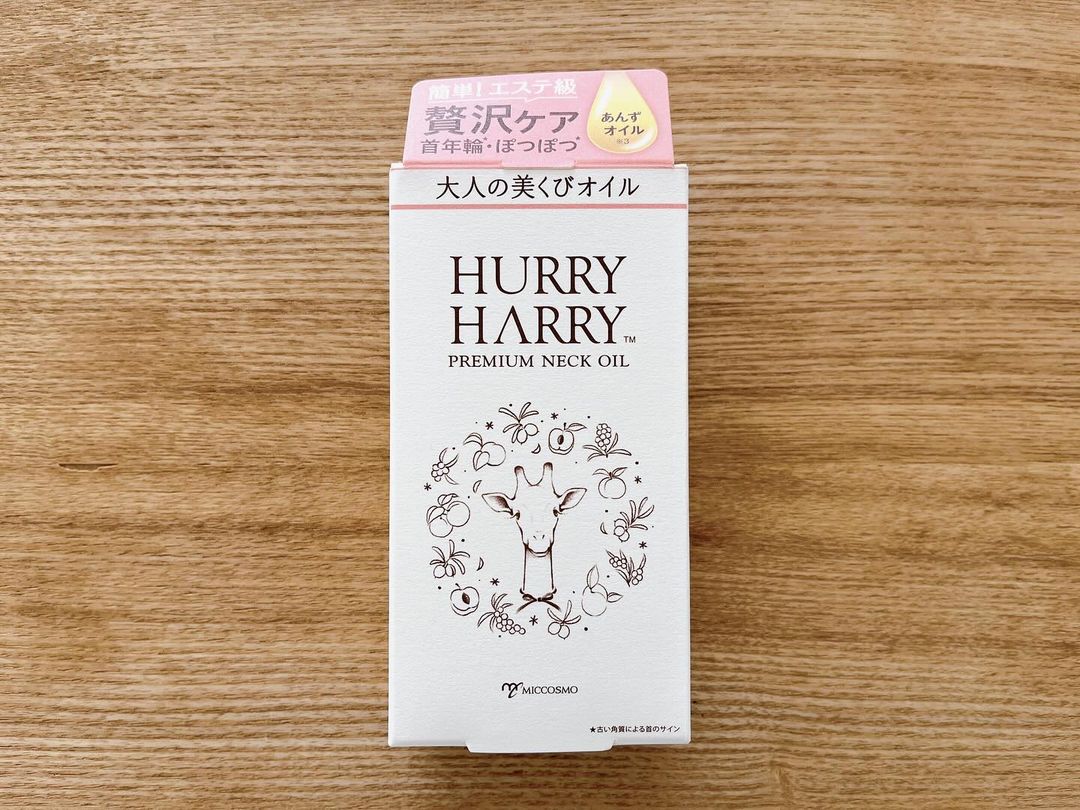 簡単!エステ級
贅沢ケア
首年輪★・ぽつぽつ★
あんず
オイル
※3
大人の美くびオイル
HURRY
HARRY™
PREMIUM NECK OIL
MICCOSMO
★古い角質による首のサイン